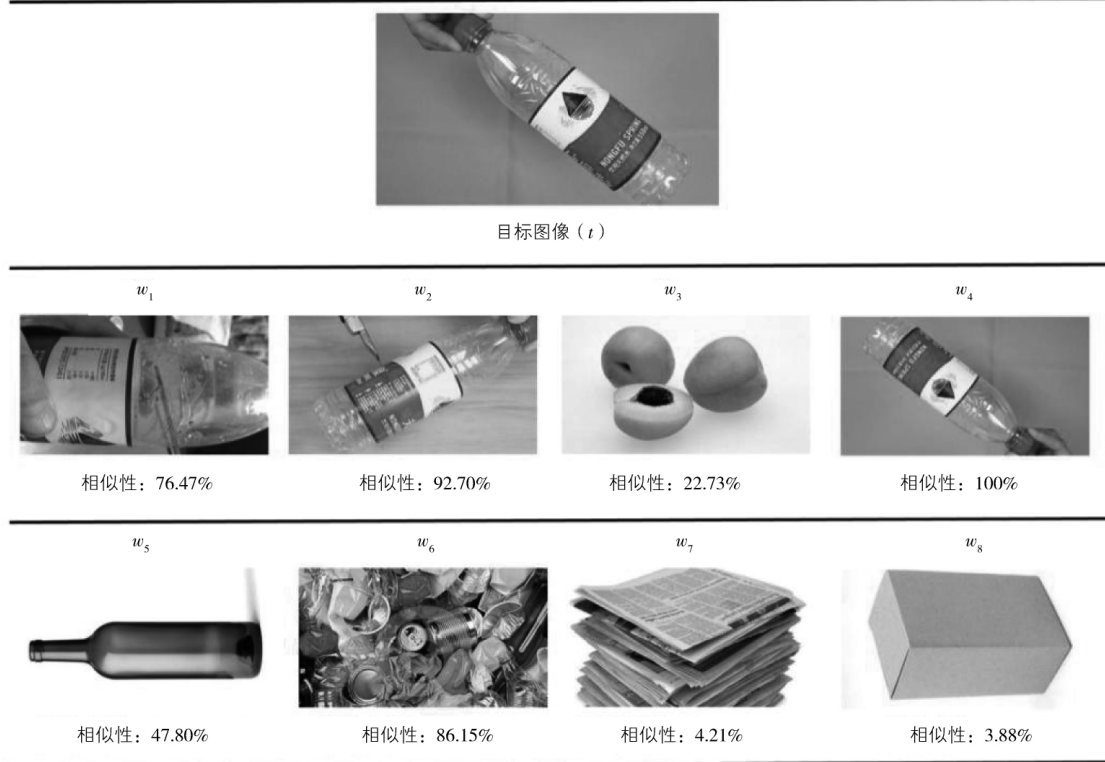 NONGFU SPRING
目标图像（t）
w1 w2 w3 w4
相似性：76.47% 相似性：92.70% 相似性：22.73% 相似性：100%
w5 w6 w7 w8
相似性：47.80% 相似性：86.15% 相似性：4.21% 相似性：3.88%